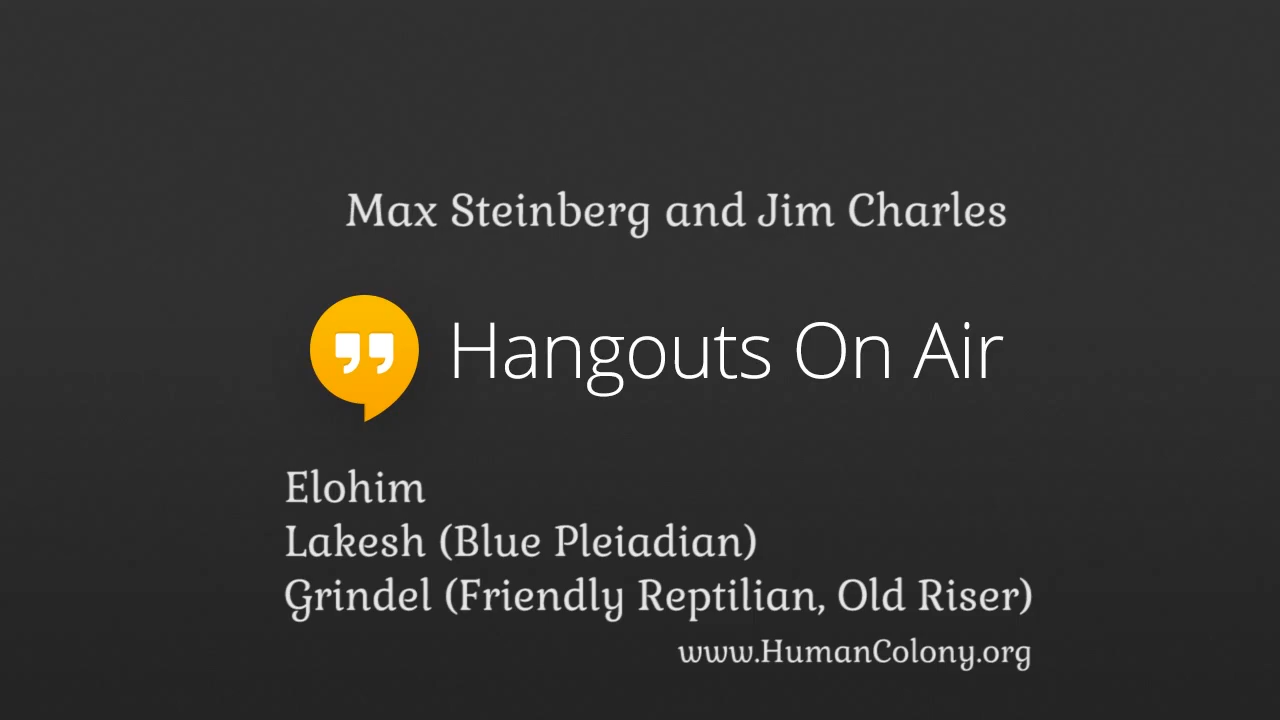 Max Steinberg and Jim Charles
Hangouts On Air
Elohim
Lakesh (Blue Pleiadian)
Grindel (Friendly Reptilian, Old Riser)
www.HumanColony.org